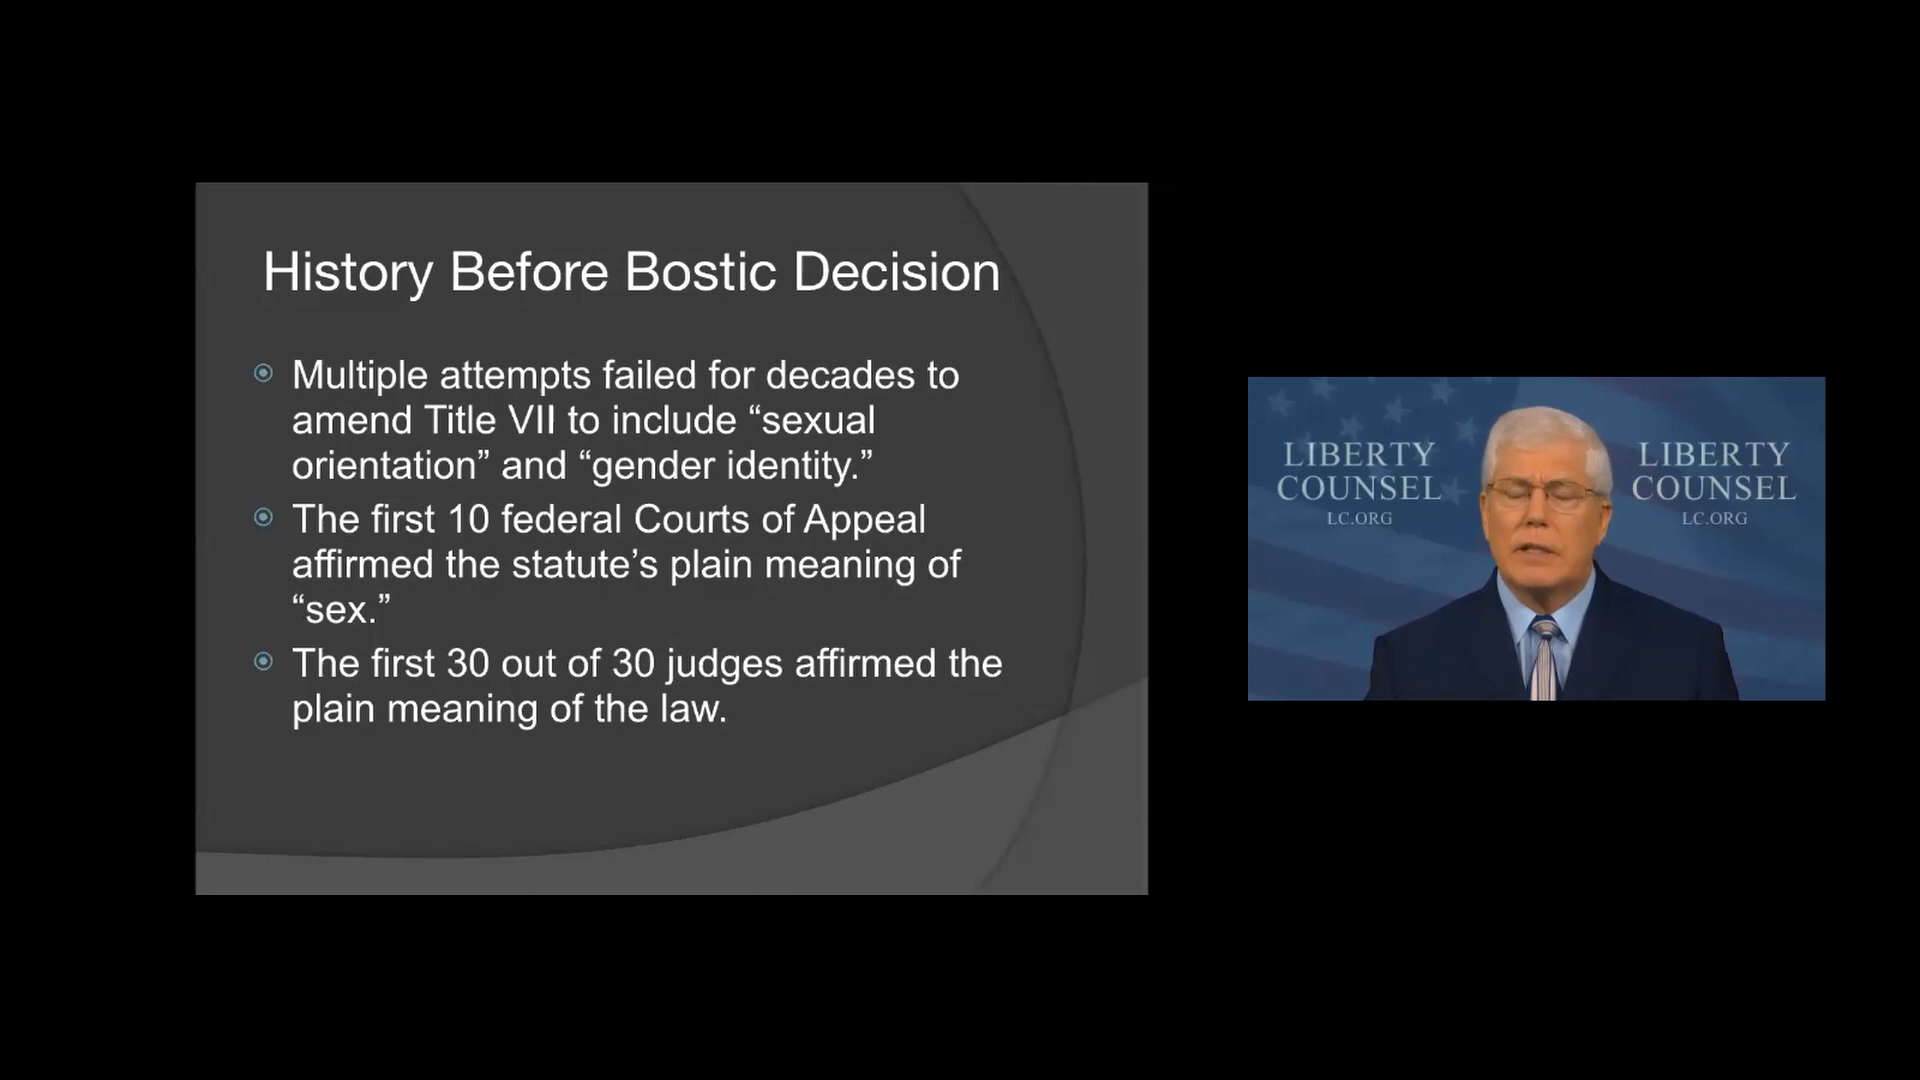 History Before Bostic Decision
Multiple attempts failed for decades to
amend Title VII to include “sexual
orientation” and “gender identity.”
The first 10 federal Courts of Appeal
affirmed the statute’s plain meaning of
“sex.”
The first 30 out of 30 judges affirmed the
plain meaning of the law.
LIBERTY
COUNSEL
LC.ORG
LIBERTY
COUNSEL
LC.ORG